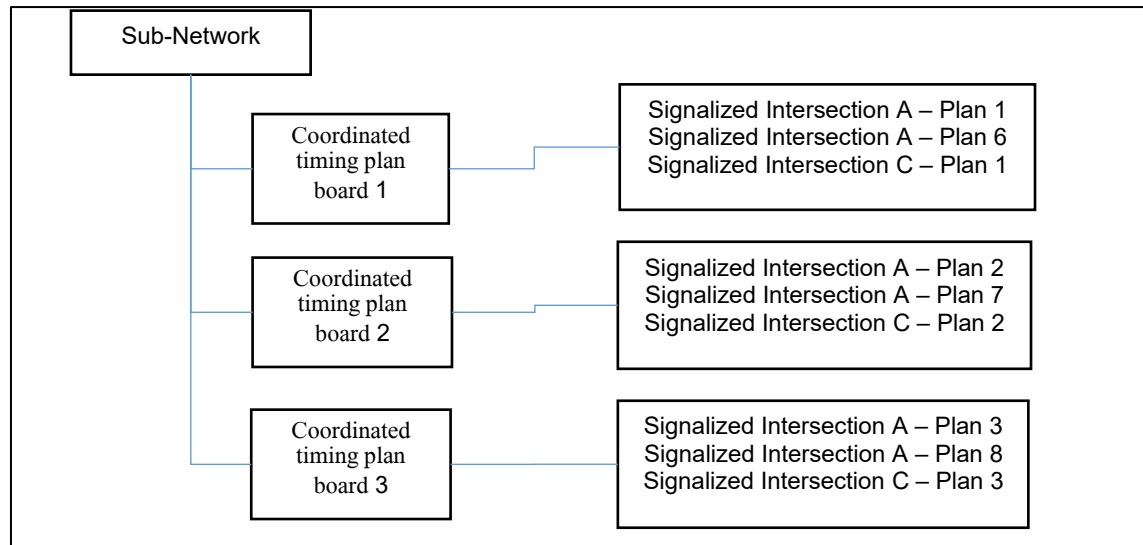 Sub-Network
Coordinated
timing plan
board 1
Signalized Intersection A – Plan 1
Signalized Intersection A – Plan 6
Signalized Intersection C – Plan 1
Coordinated
timing plan
board 2
Signalized Intersection A – Plan 2
Signalized Intersection A – Plan 7
Signalized Intersection C – Plan 2
Coordinated
timing plan
board 3
Signalized Intersection A – Plan 3
Signalized Intersection A – Plan 8
Signalized Intersection C – Plan 3